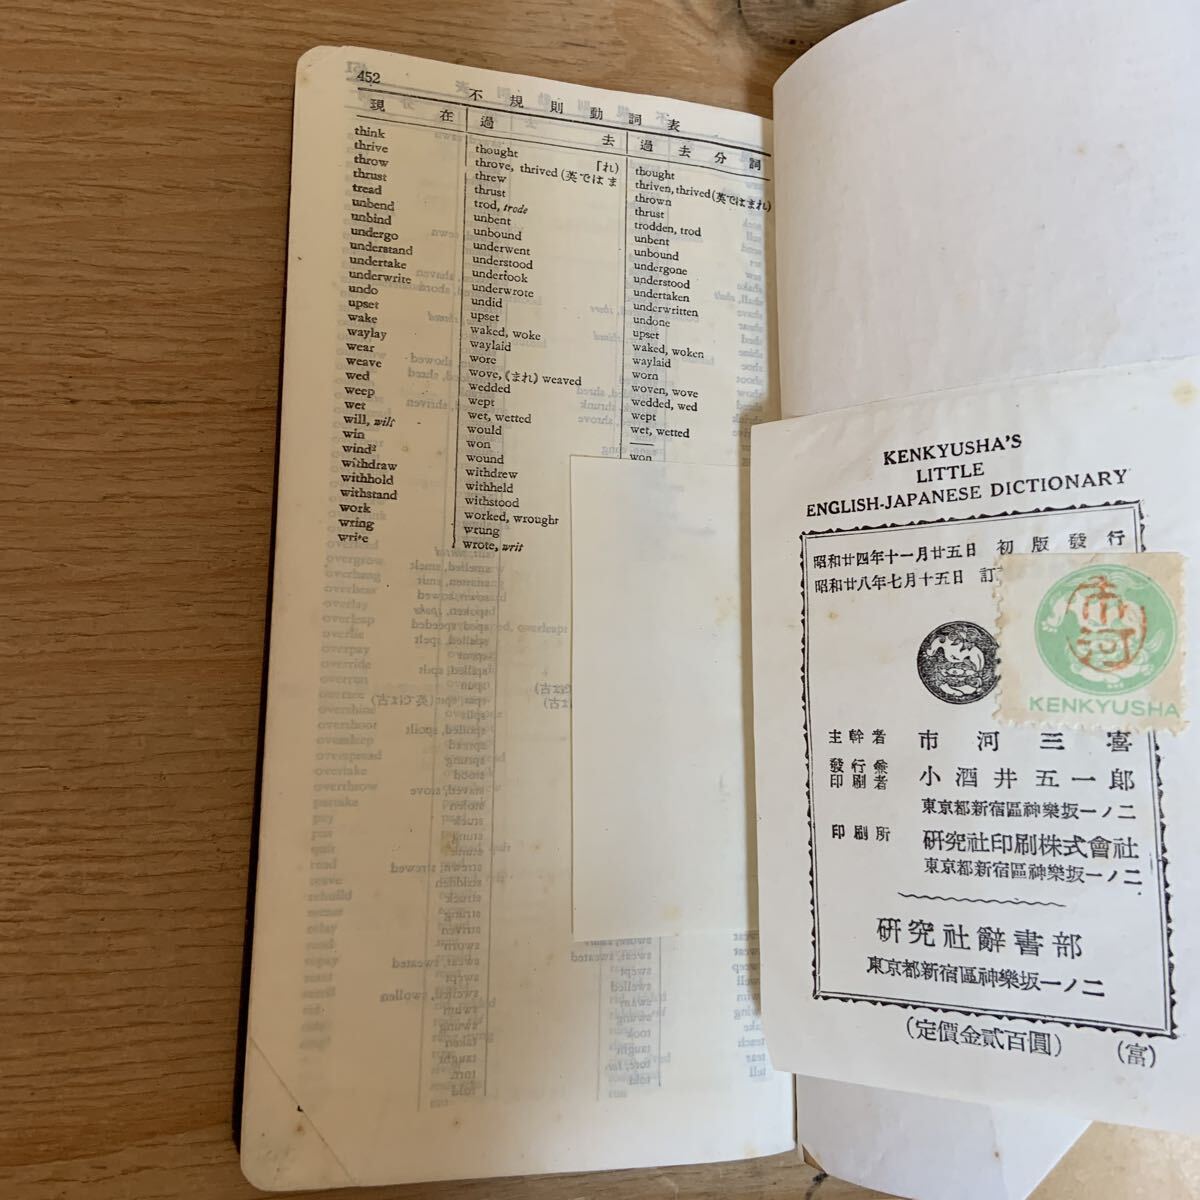 452
不規則動詞表
現在 過去 過去分詞
think thought 「れ) thought
thrive throve, thrived (英ではま thriven, thrived (英ではまれ)
throw threw thrown
thrust thrust thrust
tread trod, trode trodden, trod
unbend unbent unbent
unbind unbound unbound
undergo underwent undergone
understand understood understood
undertake undertook undertaken
underwrite underwrote underwritten
undo undid undone
upset upset upset
wake waked, woke waked, woken
waylay waylaid waylaid
wear wore worn
weave wove, (まれ) weaved woven, wove
wed wedded wedded, wed
weep wept wept
wet wet, wetted wet, wetted
will, wilt would —
win won won
wind² wound
withdraw withdrew
withhold withheld
withstand withstood
work worked, wrought
wring wrung
write wrote, writ
KENKYUSHA'S
LITTLE
ENGLISH-JAPANESE DICTIONARY
昭和廿四年十一月廿五日 初版發行
昭和廿八年七月十五日 訂
市河
KENKYUSHA
主幹者 市河三喜
發行兼印刷者 小酒井五一郎
東京都新宿區神樂坂一ノ二
印刷所 研究社印刷株式會社
東京都新宿區神樂坂一ノ二
研究社辭書部
東京都新宿區神樂坂一ノ二
(定價金貳百圓)
(富)